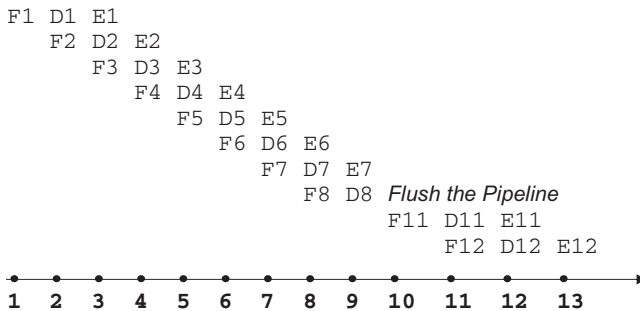 F1 D1 E1
F2 D2 E2
F3 D3 E3
F4 D4 E4
F5 D5 E5
F6 D6 E6
F7 D7 E7
F8 D8 Flush the Pipeline
F11 D11 E11
F12 D12 E12
1 2 3 4 5 6 7 8 9 10 11 12 13